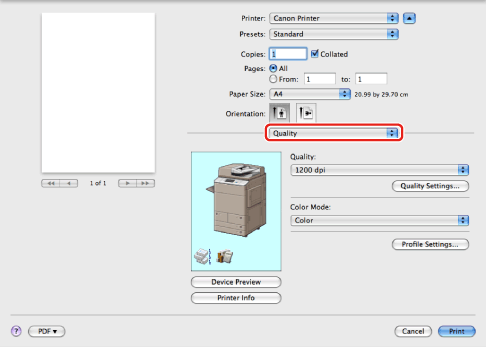 Printer: Canon Printer
Presets: Standard
Copies: 1 Collated
Pages: All
From: 1 to: 1
Paper Size: A4 20.99 by 29.70 cm
Orientation:
Quality
1 of 1
Quality:
1200 dpi
Quality Settings...
Color Mode:
Color
Profile Settings...
Device Preview
Printer Info
? PDF ▾ Cancel Print